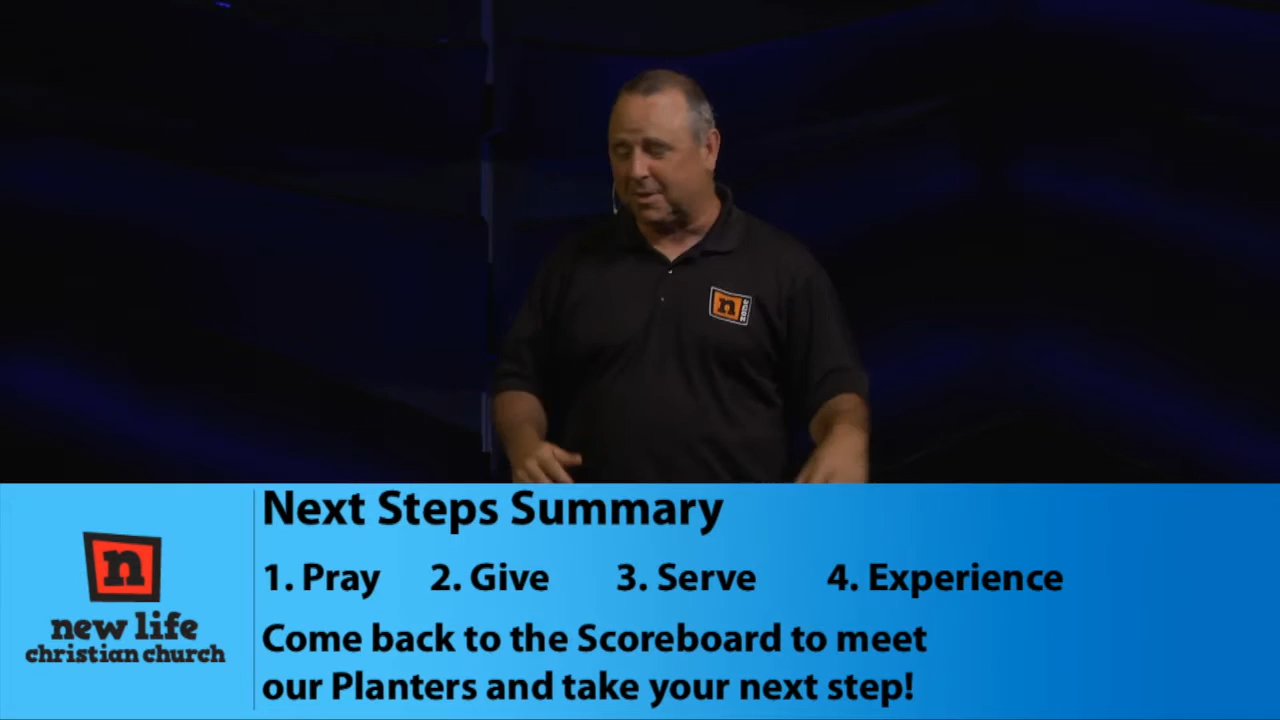 n
zone
Next Steps Summary
1. Pray 2. Give 3. Serve 4. Experience
Come back to the Scoreboard to meet
our Planters and take your next step!
n
new life
christian church